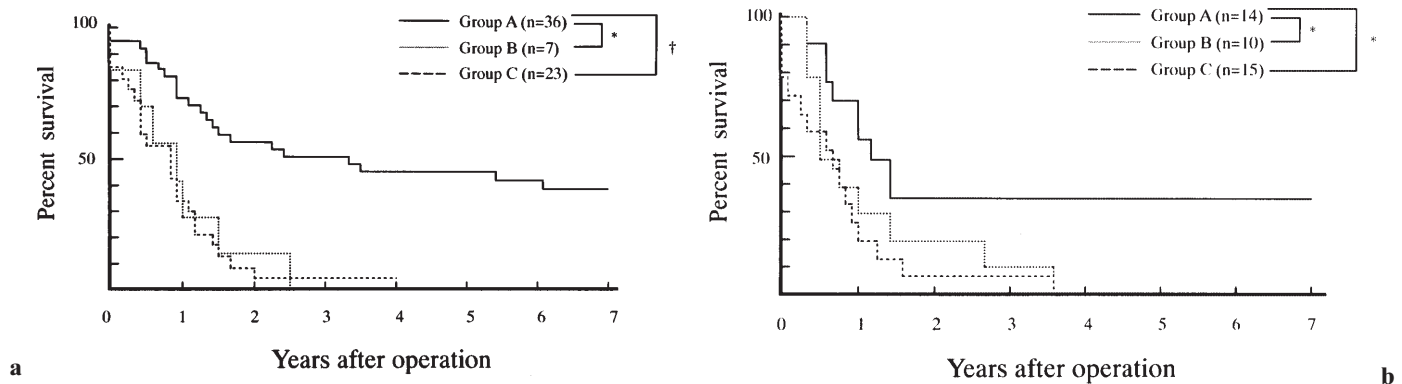 100
50
Percent survival
Group A (n=36)
Group B (n=7)
Group C (n=23)
*
†
0 1 2 3 4 5 6 7
Years after operation
a
100
50
Percent survival
Group A (n=14)
Group B (n=10)
Group C (n=15)
*
*
0 1 2 3 4 5 6 7
Years after operation
b